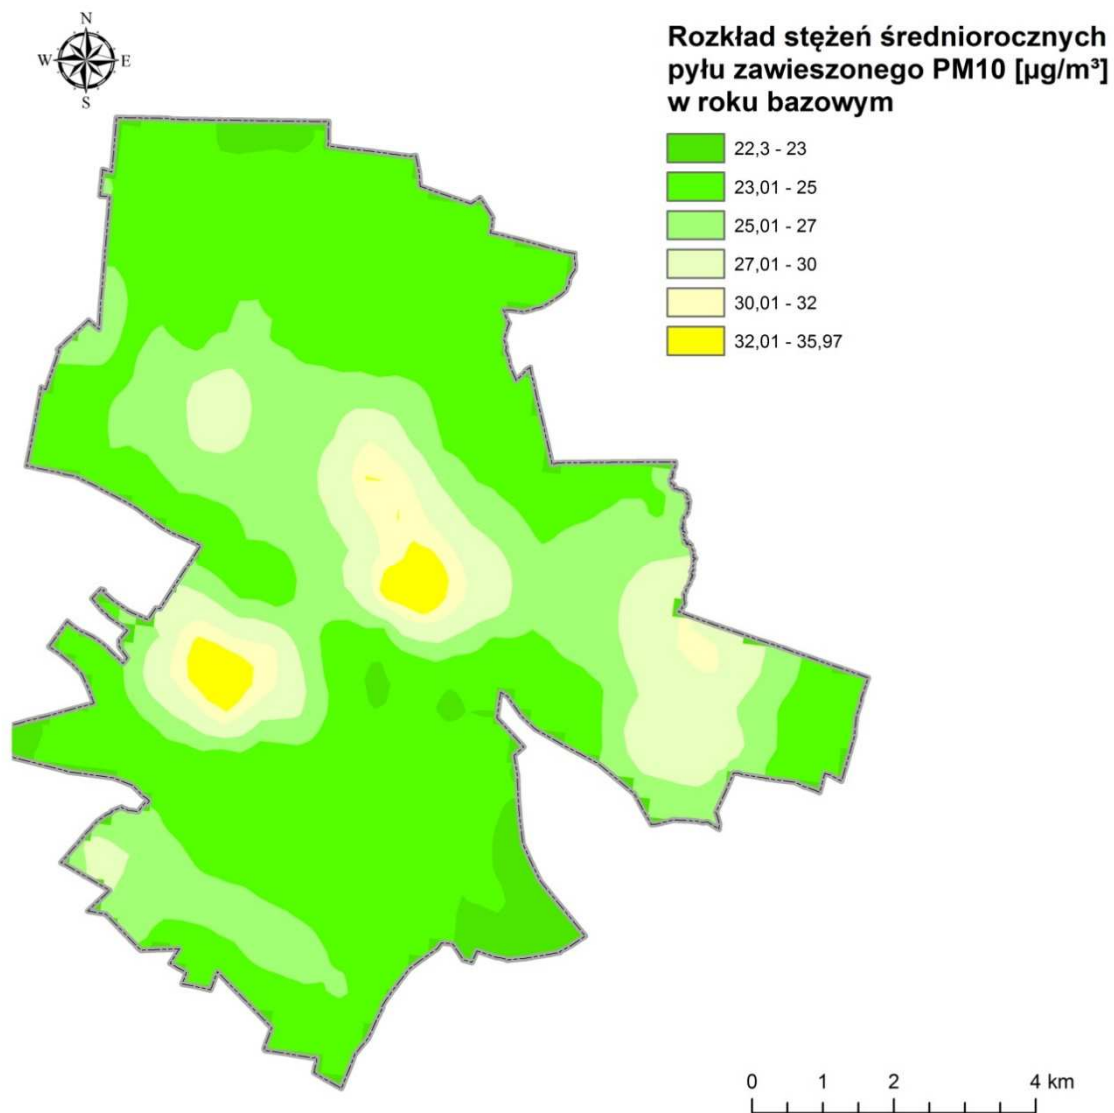 N
W E
S
Rozkład stężeń średniorocznych
pyłu zawieszonego PM10 [µg/m³]
w roku bazowym
22,3 - 23
23,01 - 25
25,01 - 27
27,01 - 30
30,01 - 32
32,01 - 35,97
0 1 2 4 km